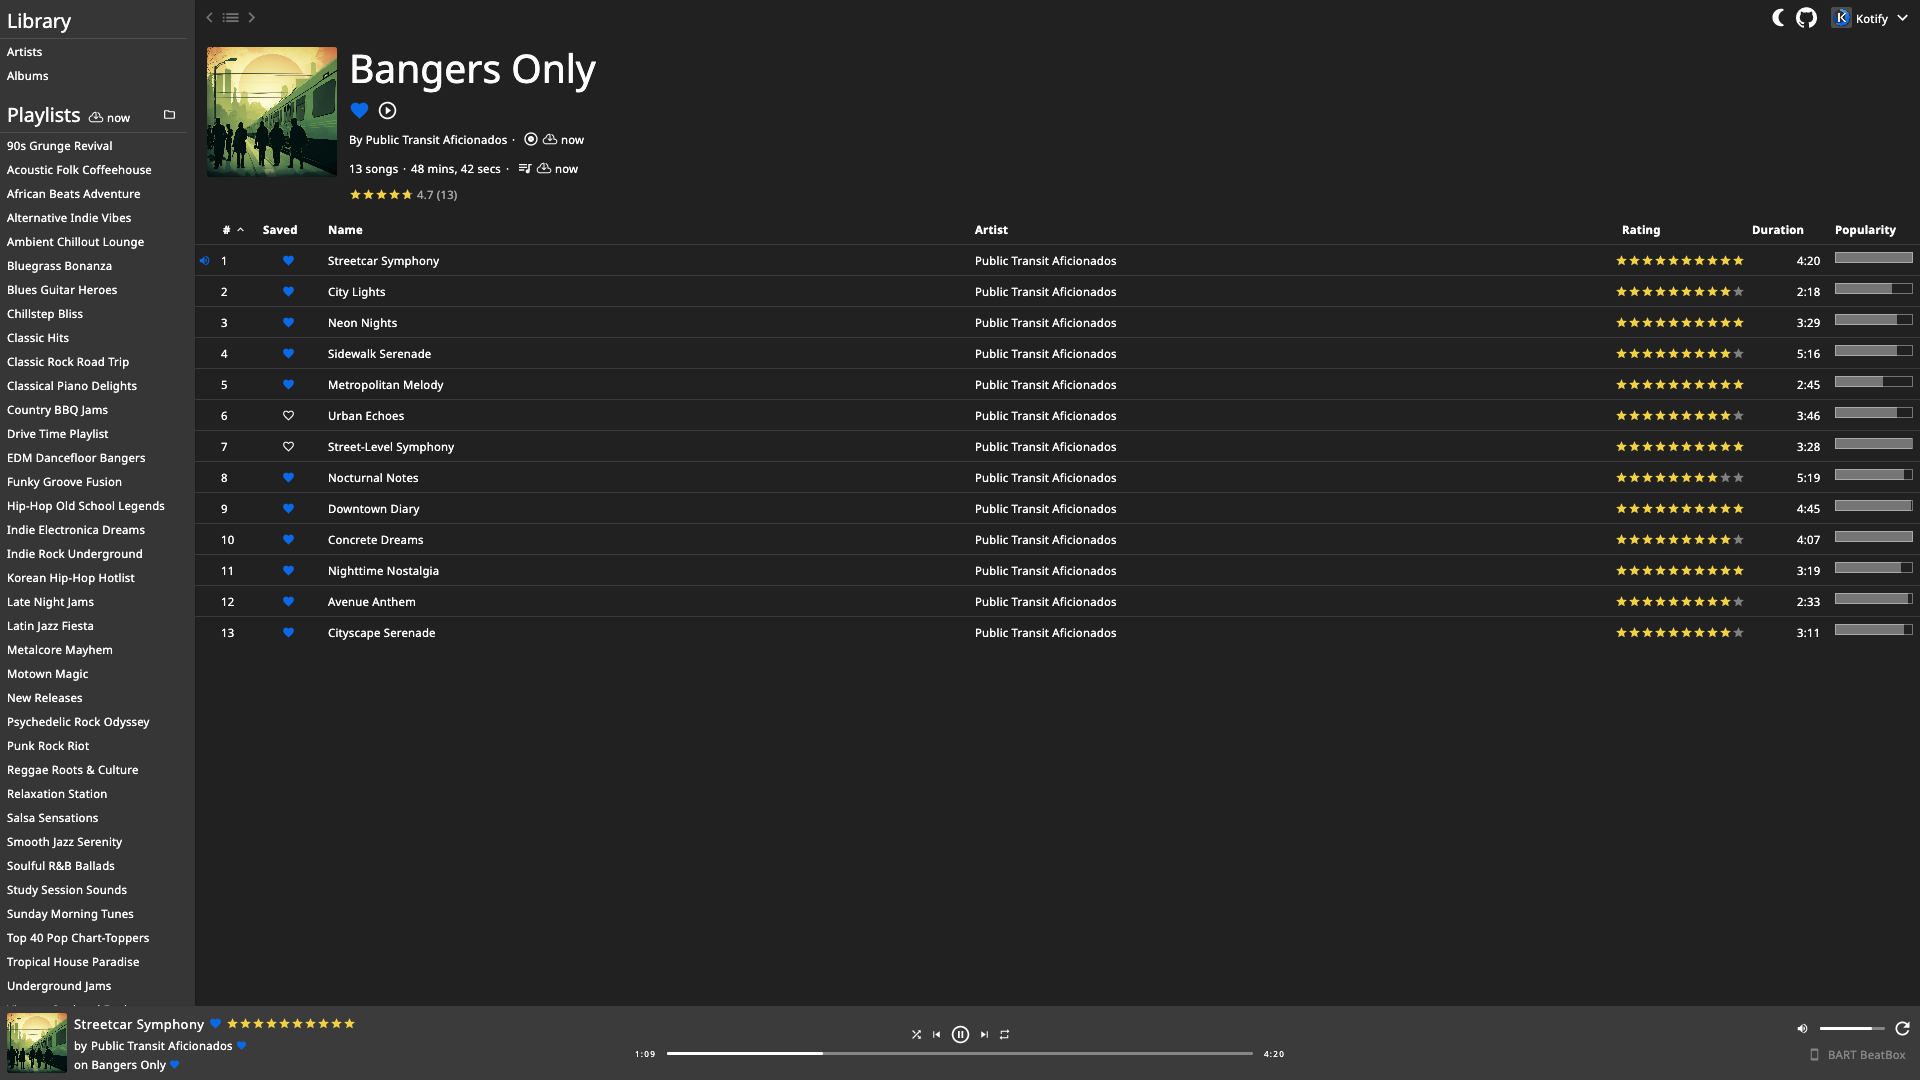 Library
Artists
Albums
Playlists now
90s Grunge Revival
Acoustic Folk Coffeehouse
African Beats Adventure
Alternative Indie Vibes
Ambient Chillout Lounge
Bluegrass Bonanza
Blues Guitar Heroes
Chillstep Bliss
Classic Hits
Classic Rock Road Trip
Classical Piano Delights
Country BBQ Jams
Drive Time Playlist
EDM Dancefloor Bangers
Funky Groove Fusion
Hip-Hop Old School Legends
Indie Electronica Dreams
Indie Rock Underground
Korean Hip-Hop Hotlist
Late Night Jams
Latin Jazz Fiesta
Metalcore Mayhem
Motown Magic
New Releases
Psychedelic Rock Odyssey
Punk Rock Riot
Reggae Roots & Culture
Relaxation Station
Salsa Sensations
Smooth Jazz Serenity
Soulful R&B Ballads
Study Session Sounds
Sunday Morning Tunes
Top 40 Pop Chart-Toppers
Tropical House Paradise
Underground Jams
K Kotify
Bangers Only
By Public Transit Aficionados · now
13 songs · 48 mins, 42 secs · now
4.7 (13)
# Saved Name Artist Rating Duration Popularity
1 Streetcar Symphony Public Transit Aficionados 4:20
2 City Lights Public Transit Aficionados 2:18
3 Neon Nights Public Transit Aficionados 3:29
4 Sidewalk Serenade Public Transit Aficionados 5:16
5 Metropolitan Melody Public Transit Aficionados 2:45
6 Urban Echoes Public Transit Aficionados 3:46
7 Street-Level Symphony Public Transit Aficionados 3:28
8 Nocturnal Notes Public Transit Aficionados 5:19
9 Downtown Diary Public Transit Aficionados 4:45
10 Concrete Dreams Public Transit Aficionados 4:07
11 Nighttime Nostalgia Public Transit Aficionados 3:19
12 Avenue Anthem Public Transit Aficionados 2:33
13 Cityscape Serenade Public Transit Aficionados 3:11
Streetcar Symphony
by Public Transit Aficionados
on Bangers Only
1:09 4:20
BART BeatBox